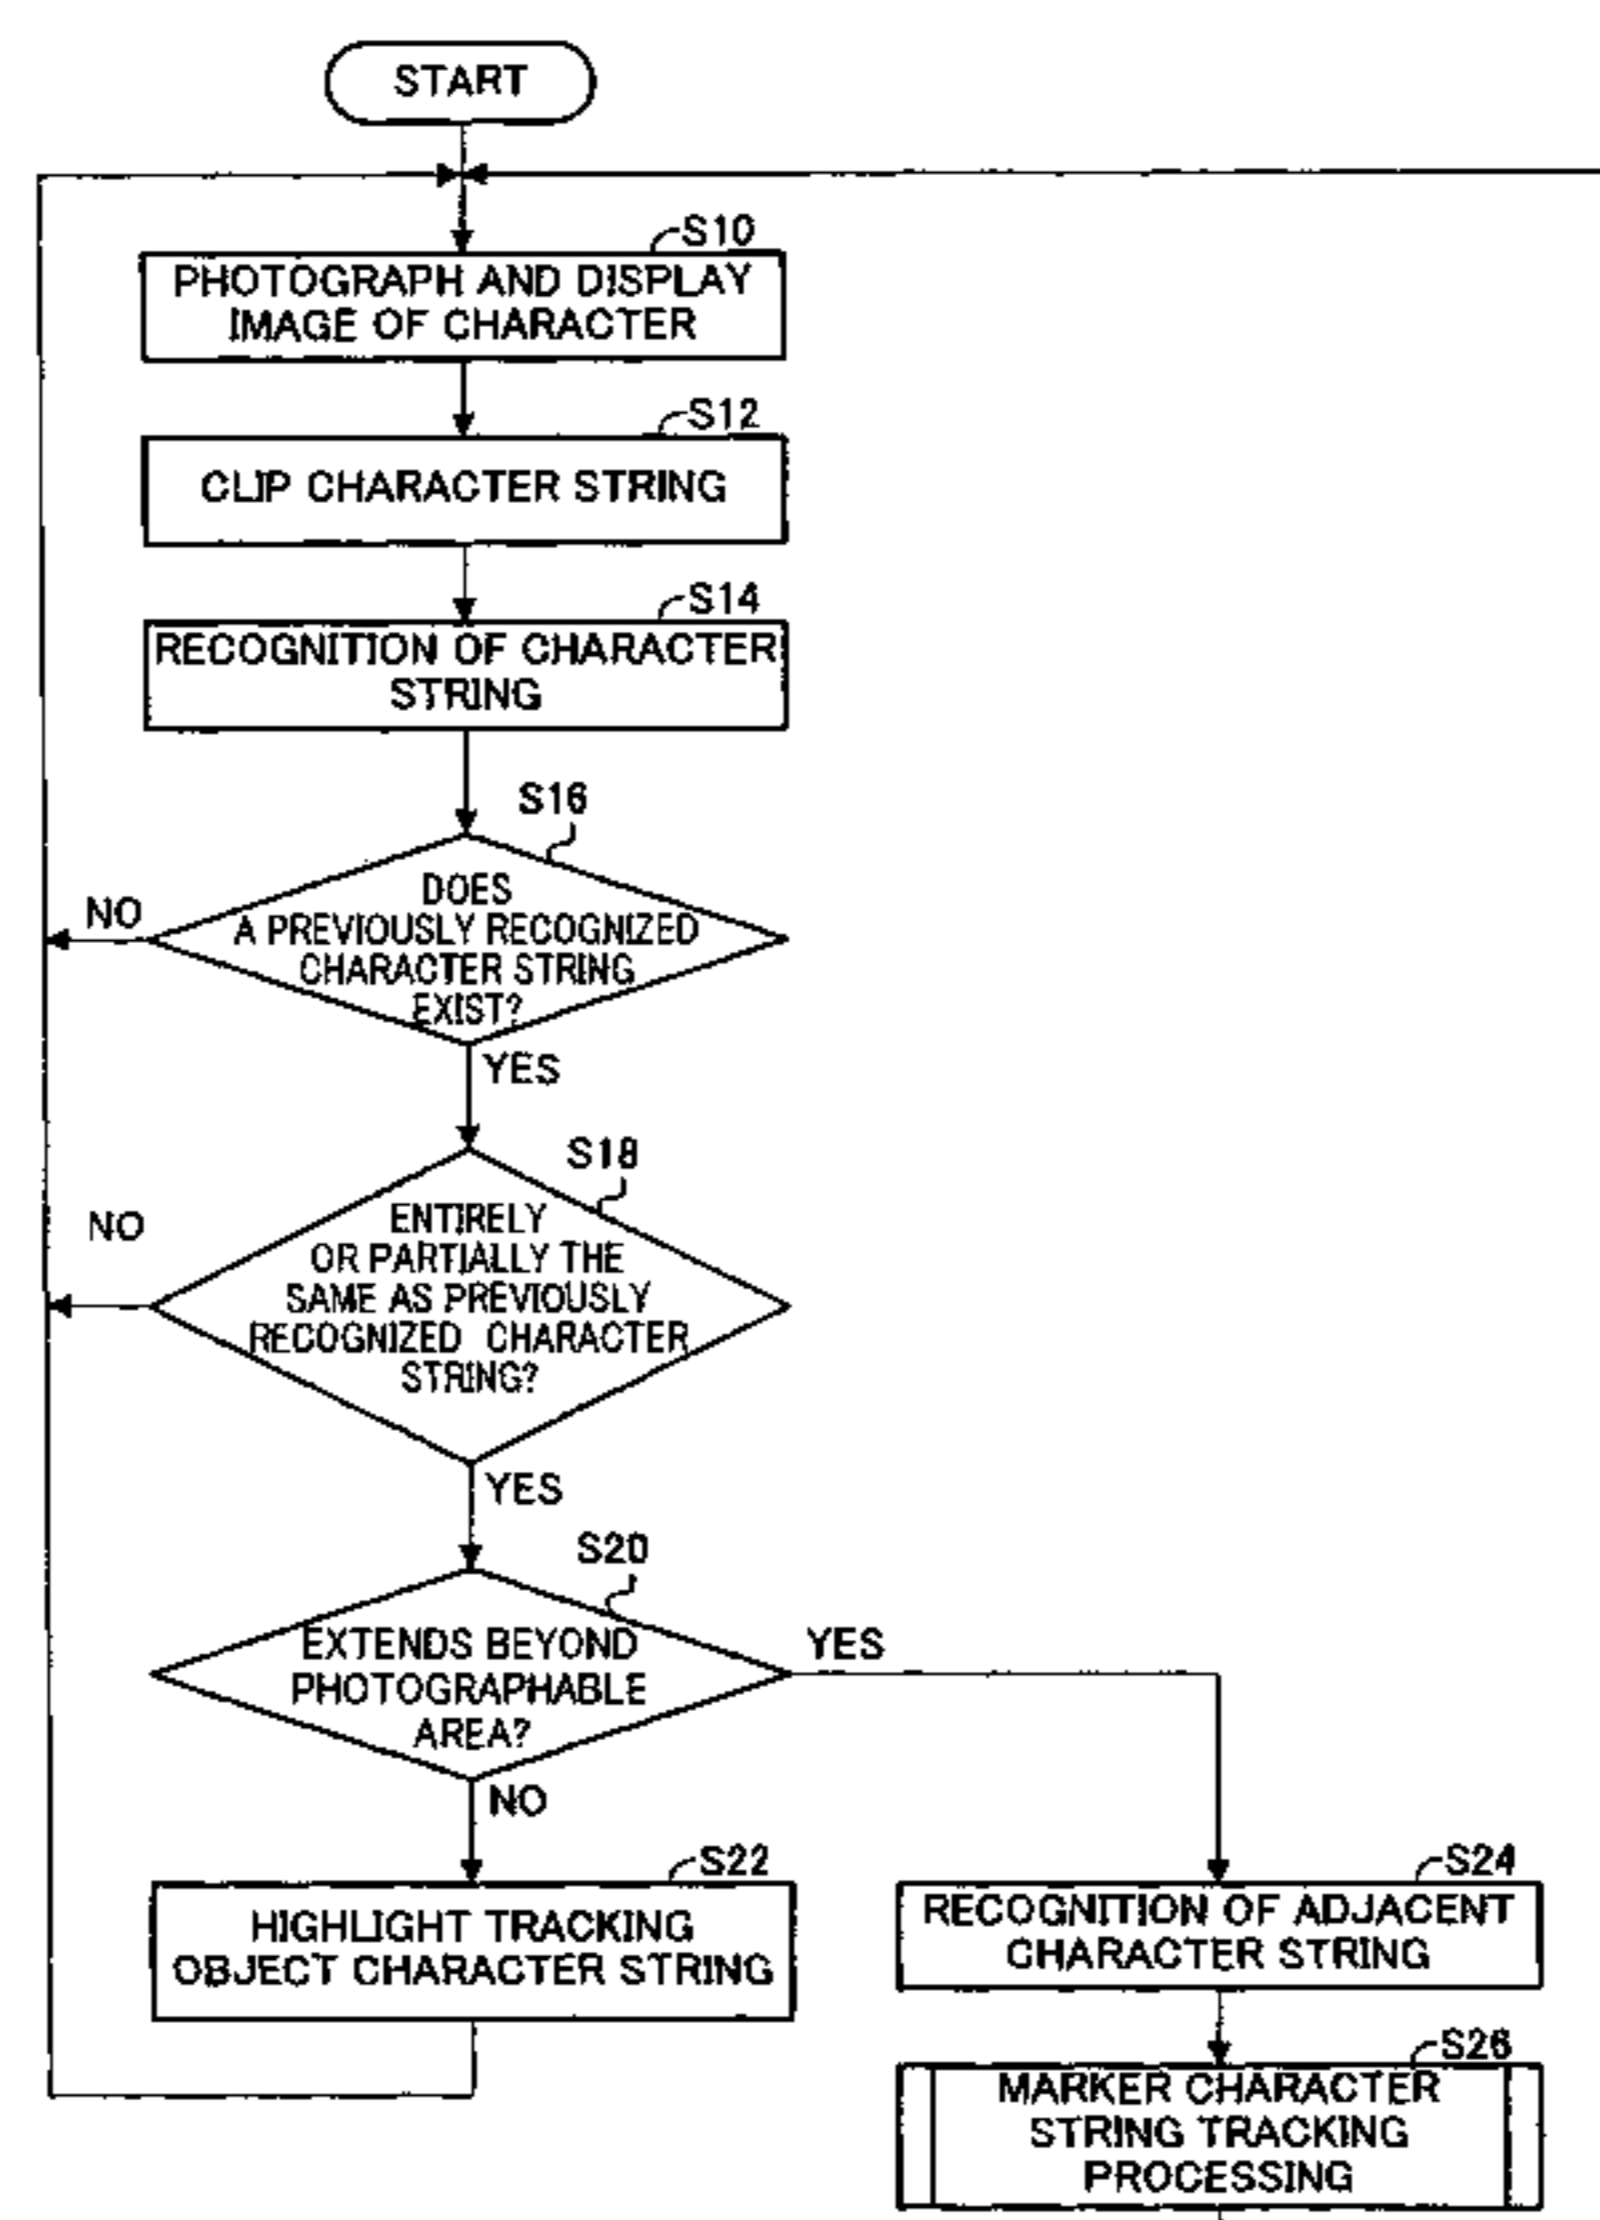 START
S10
PHOTOGRAPH AND DISPLAY
IMAGE OF CHARACTER
S12
CLIP CHARACTER STRING
S14
RECOGNITION OF CHARACTER
STRING
S16
DOES
A PREVIOUSLY RECOGNIZED
CHARACTER STRING
EXIST?
NO
YES
S18
ENTIRELY
OR PARTIALLY THE
SAME AS PREVIOUSLY
RECOGNIZED CHARACTER
STRING?
NO
YES
S20
EXTENDS BEYOND
PHOTOGRAPHABLE
AREA?
YES
NO
S22
HIGHLIGHT TRACKING
OBJECT CHARACTER STRING
S24
RECOGNITION OF ADJACENT
CHARACTER STRING
S26
MARKER CHARACTER
STRING TRACKING
PROCESSING